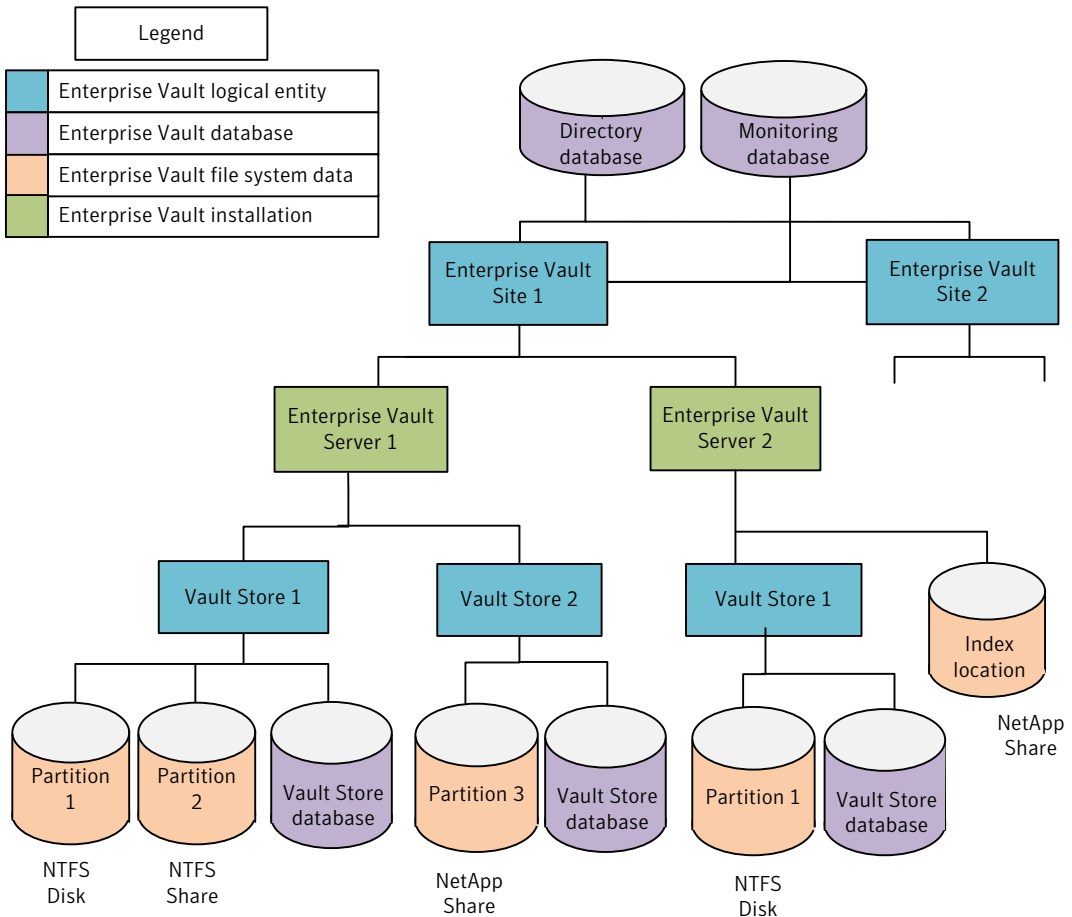 Legend
Enterprise Vault logical entity
Enterprise Vault database
Enterprise Vault file system data
Enterprise Vault installation
Directory
database
Monitoring
database
Enterprise Vault
Site 1
Enterprise Vault
Site 2
Enterprise Vault
Server 1
Enterprise Vault
Server 2
Vault Store 1
Vault Store 2
Vault Store 1
Index
location
NetApp
Share
Partition
1
Partition
2
Vault Store
database
Partition 3
Vault Store
database
Partition 1
Vault Store
database
NTFS
Disk
NTFS
Share
NetApp
Share
NTFS
Disk